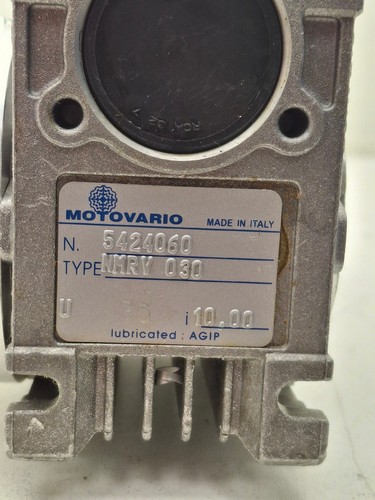 MOTOVARIO MADE IN ITALY
N. 5424060
TYPE NMRV 030
U i 10.00
lubricated : AGIP